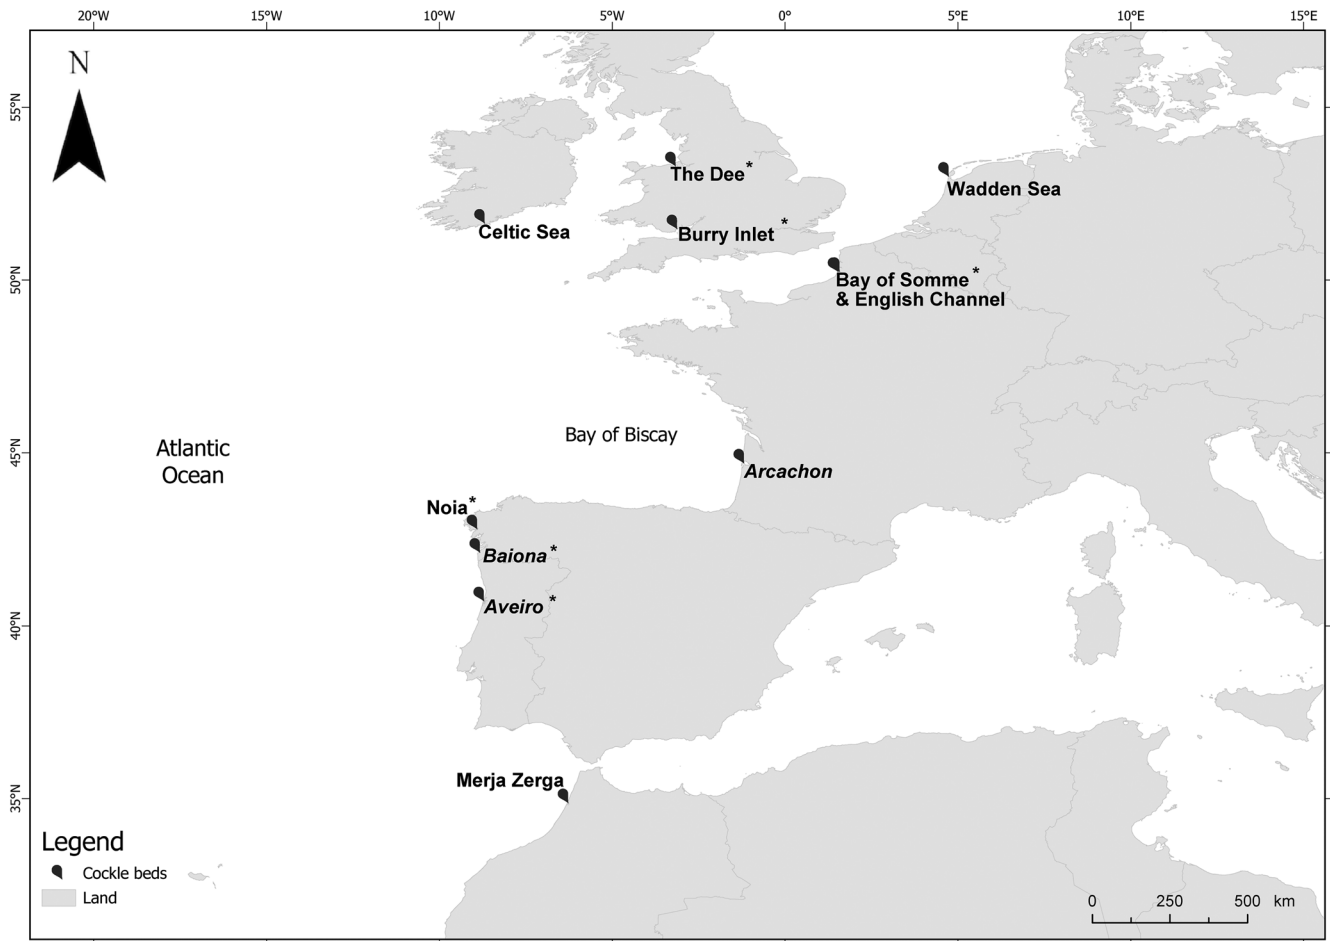 20°W 15°W 10°W 5°W 0° 5°E 10°E 15°E
N
55°N
The Dee*
Wadden Sea
Celtic Sea
Burry Inlet *
50°N
Bay of Somme*
& English Channel
Bay of Biscay
Atlantic
Ocean
45°N
Arcachon
Noia*
Baiona*
Aveiro *
40°N
Merja Zerga
35°N
Legend
Cockle beds
Land
0 250 500 km